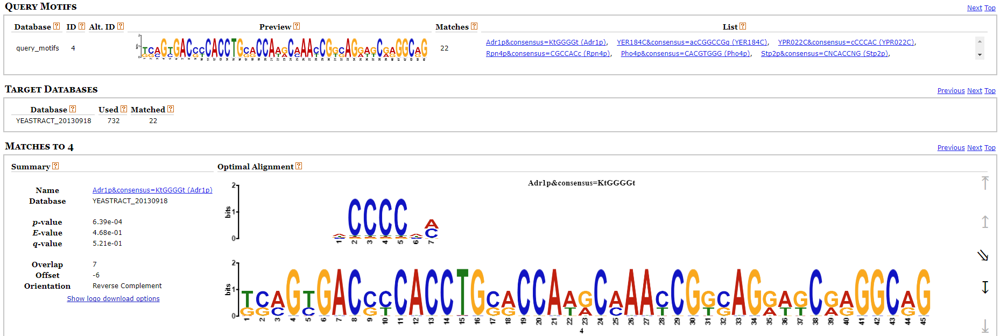 QUERY MOTIFS
Next Top
Database ? ID ? Alt. ID ? Preview ? Matches ? List ?
query_motifs 4 22
Adr1p&consensus=KtGGGGt (Adr1p), YER184C&consensus=acCGGCCGg (YER184C), YPR022C&consensus=cCCCAC (YPR022C),
Rpn4p&consensus=CGCCACc (Rpn4p), Pho4p&consensus=CACGTGGG (Pho4p), Stp2p&consensus=CNCACCNG (Stp2p),
TARGET DATABASES
Previous Next Top
Database ? Used ? Matched ?
YEASTRACT_20130918 732 22
MATCHES TO 4
Previous Next Top
Summary ?
Name Adr1p&consensus=KtGGGGt (Adr1p)
Database YEASTRACT_20130918
p-value 6.39e-04
E-value 4.68e-01
q-value 5.21e-01
Overlap 7
Offset -6
Orientation Reverse Complement
Show logo download options
Optimal Alignment ?
Adr1p&consensus=KtGGGGt
2
bits
1
0
CCCC A
C
1 2 3 4 5 6 7
2
bits
1
0
TCAGTGACCCCACCTGCACCAAGCAAACCGGCAGGAGCGAGGCAG
1 2 3 4 5 6 7 8 9 10 11 12 13 14 15 16 17 18 19 20 21 22 23 24 25 26 27 28 29 30 31 32 33 34 35 36 37 38 39 40 41 42 43 44 45
4